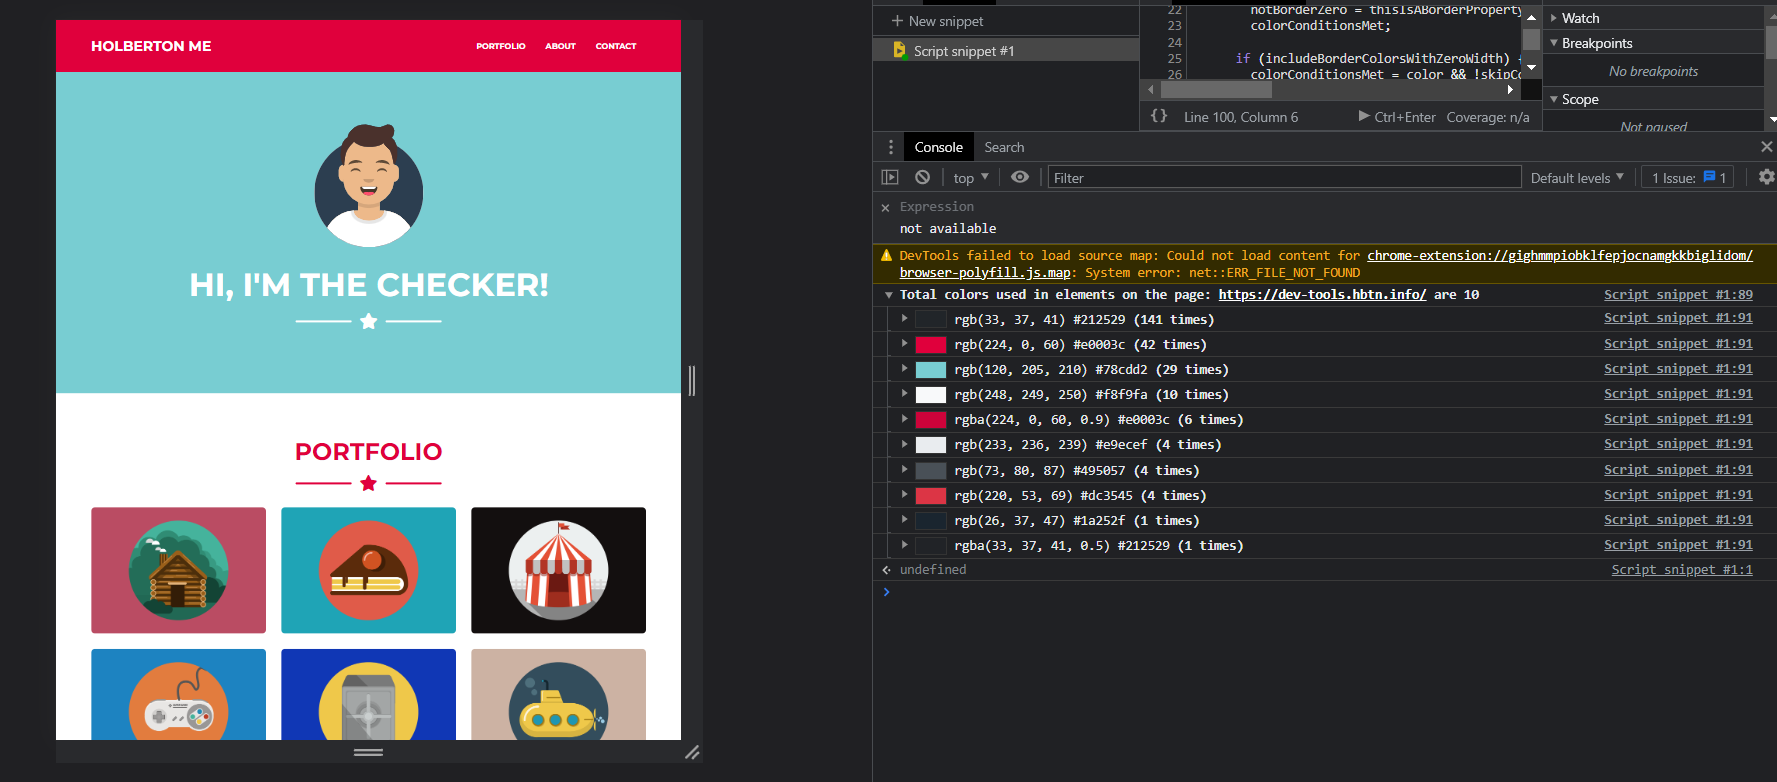 HOLBERTON ME
PORTFOLIO ABOUT CONTACT
HI, I'M THE CHECKER!
PORTFOLIO
New snippet
Script snippet #1
22 notBorderZero = thisIsABorderProperty
23 colorConditionsMet;
24
25 if (includeBorderColorsWithZeroWidth) {
26 colorConditionsMet = color && !skipCo
{} Line 100, Column 6 Ctrl+Enter Coverage: n/a
Watch
Breakpoints
No breakpoints
Scope
Not paused
Console Search
top Filter Default levels 1 Issue: 1
Expression
not available
DevTools failed to load source map: Could not load content for chrome-extension://gighmmpiobklfepjocnamgkkbiglidom/
browser-polyfill.js.map: System error: net::ERR_FILE_NOT_FOUND
Total colors used in elements on the page: https://dev-tools.hbtn.info/ are 10 Script snippet #1:89
rgb(33, 37, 41) #212529 (141 times) Script snippet #1:91
rgb(224, 0, 60) #e0003c (42 times) Script snippet #1:91
rgb(120, 205, 210) #78cdd2 (29 times) Script snippet #1:91
rgb(248, 249, 250) #f8f9fa (10 times) Script snippet #1:91
rgba(224, 0, 60, 0.9) #e0003c (6 times) Script snippet #1:91
rgb(233, 236, 239) #e9ecef (4 times) Script snippet #1:91
rgb(73, 80, 87) #495057 (4 times) Script snippet #1:91
rgb(220, 53, 69) #dc3545 (4 times) Script snippet #1:91
rgb(26, 37, 47) #1a252f (1 times) Script snippet #1:91
rgba(33, 37, 41, 0.5) #212529 (1 times) Script snippet #1:91
undefined Script snippet #1:1